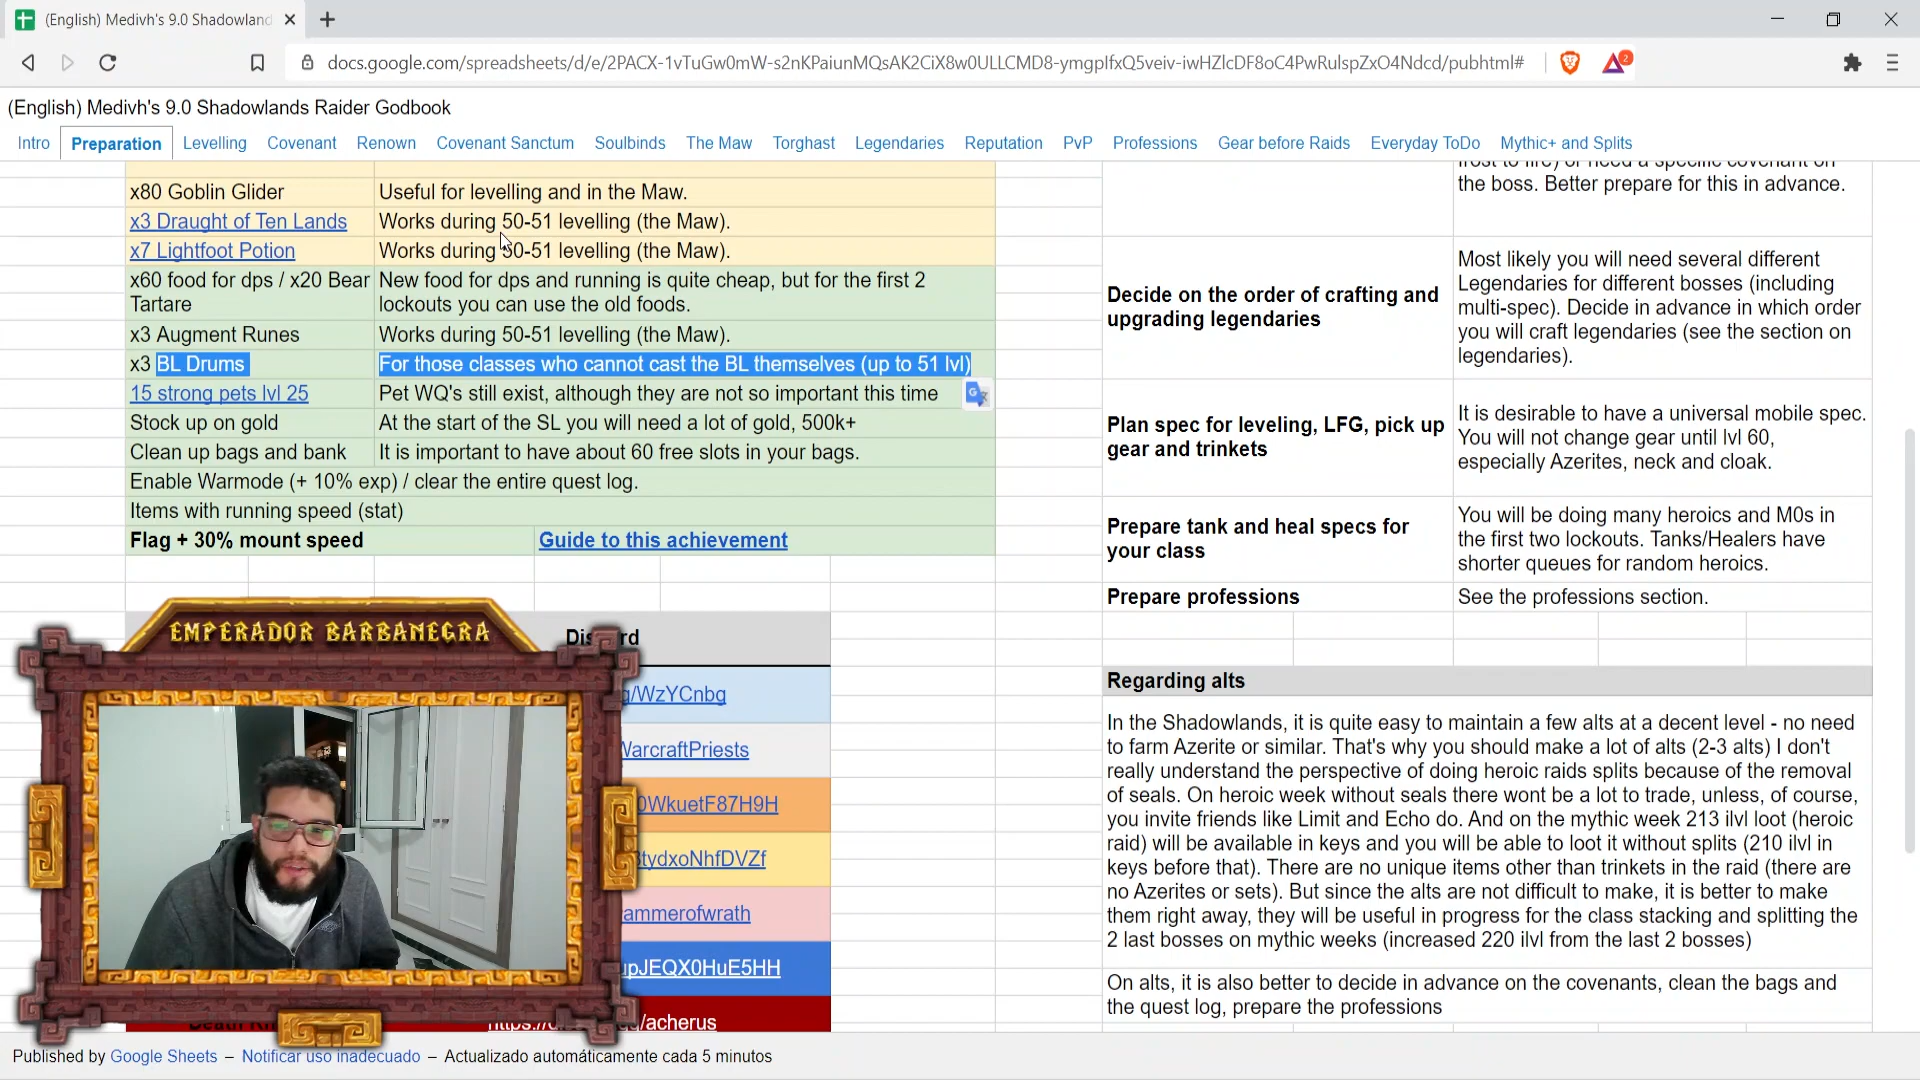 (English) Medivh's 9.0 Shadowland
docs.google.com/spreadsheets/d/e/2PACX-1vTuGw0mW-s2nKPaiunMQsAK2CiX8w0ULLCMD8-ymgpIfxQ5veiv-iwHZlcDF8oC4PwRulspZxO4Ndcd/pubhtml#
2
(English) Medivh's 9.0 Shadowlands Raider Godbook
Intro Preparation Levelling Covenant Renown Covenant Sanctum Soulbinds The Maw Torghast Legendaries Reputation PvP Professions Gear before Raids Everyday ToDo Mythic+ and Splits
x80 Goblin Glider Useful for levelling and in the Maw.
x3 Draught of Ten Lands Works during 50-51 levelling (the Maw).
x7 Lightfoot Potion Works during 50-51 levelling (the Maw).
x60 food for dps / x20 Bear Tartare New food for dps and running is quite cheap, but for the first 2
lockouts you can use the old foods.
x3 Augment Runes Works during 50-51 levelling (the Maw).
x3 BL Drums For those classes who cannot cast the BL themselves (up to 51 lvl)
15 strong pets lvl 25 Pet WQ's still exist, although they are not so important this time
Stock up on gold At the start of the SL you will need a lot of gold, 500k+
Clean up bags and bank It is important to have about 60 free slots in your bags.
Enable Warmode (+ 10% exp) / clear the entire quest log.
Items with running speed (stat)
Flag + 30% mount speed Guide to this achievement
EMPERADOR BARBANEGRA
Dis rd
g/WzYCnbg
WarcraftPriests
0WkuetF87H9H
tydxoNhfDVZf
ammerofwrath
upJEQX0HuE5HH
/acherus
frost to fire) or need a specific covenant on
the boss. Better prepare for this in advance.
Decide on the order of crafting and
upgrading legendaries
Most likely you will need several different
Legendaries for different bosses (including
multi-spec). Decide in advance in which order
you will craft legendaries (see the section on
legendaries).
Plan spec for leveling, LFG, pick up
gear and trinkets
It is desirable to have a universal mobile spec.
You will not change gear until lvl 60,
especially Azerites, neck and cloak.
Prepare tank and heal specs for
your class
You will be doing many heroics and M0s in
the first two lockouts. Tanks/Healers have
shorter queues for random heroics.
Prepare professions See the professions section.
Regarding alts
In the Shadowlands, it is quite easy to maintain a few alts at a decent level - no need
to farm Azerite or similar. That's why you should make a lot of alts (2-3 alts) I don't
really understand the perspective of doing heroic raids splits because of the removal
of seals. On heroic week without seals there wont be a lot to trade, unless, of course,
you invite friends like Limit and Echo do. And on the mythic week 213 ilvl loot (heroic
raid) will be available in keys and you will be able to loot it without splits (210 ilvl in
keys before that). There are no unique items other than trinkets in the raid (there are
no Azerites or sets). But since the alts are not difficult to make, it is better to make
them right away, they will be useful in progress for the class stacking and splitting the
2 last bosses on mythic weeks (increased 220 ilvl from the last 2 bosses)
On alts, it is also better to decide in advance on the covenants, clean the bags and
the quest log, prepare the professions
Published by Google Sheets – Notificar uso inadecuado – Actualizado automáticamente cada 5 minutos